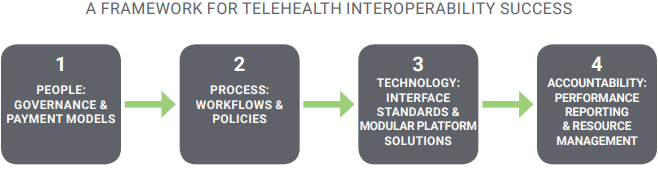 A FRAMEWORK FOR TELEHEALTH INTEROPERABILITY SUCCESS
1
PEOPLE:
GOVERNANCE &
PAYMENT MODELS
2
PROCESS:
WORKFLOWS &
POLICIES
3
TECHNOLOGY:
INTERFACE
STANDARDS &
MODULAR PLATFORM
SOLUTIONS
4
ACCOUNTABILITY:
PERFORMANCE
REPORTING
& RESOURCE
MANAGEMENT